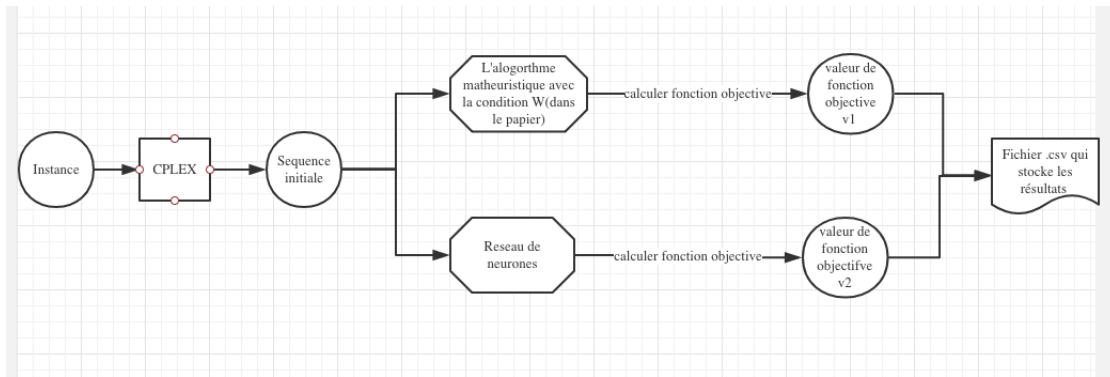 Instance
CPLEX
Sequence
initiale
L'alogorthme
matheuristique avec
la condition W(dans
le papier)
calculer fonction objective
valeur de
fonction
objective
v1
Reseau de
neurones
calculer fonction objective
valeur de
fonction
objectifve
v2
Fichier .csv qui
stocke les
résultats